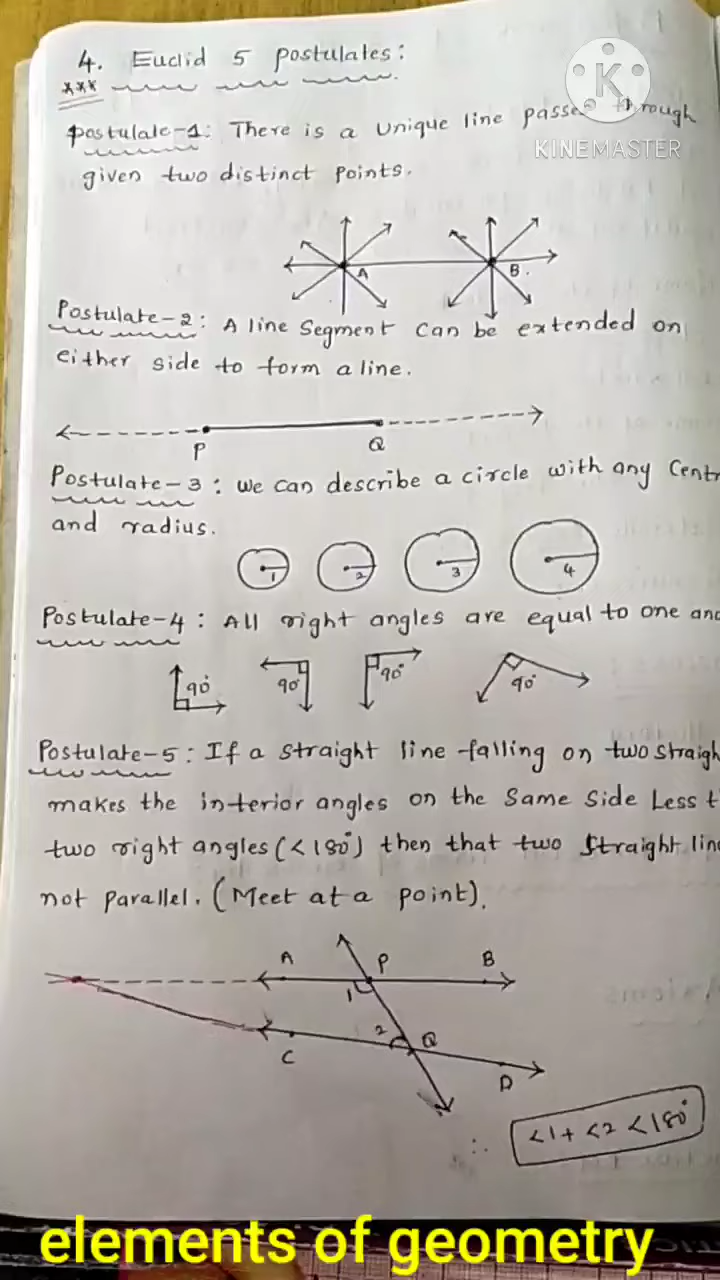 4. Euclid 5 postulates:
***
K
KINEMASTER
Postulate-1: There is a unique line passes through
given two distinct points.
A B.
Postulate-2: A line segment can be extended on
either side to form a line.
P Q
Postulate-3: we can describe a circle with any Centr
and radius.
1 2 3 4
Postulate-4: All right angles are equal to one and
90° 90° 90° 90°
Postulate-5: If a straight line falling on two straigh
makes the interior angles on the same side Less t
two right angles (<180°) then that two straight line
not parallel. (Meet at a point).
A P B
1
2 Q
C
D
∴ <1+ <2 <180°
elements of geometry